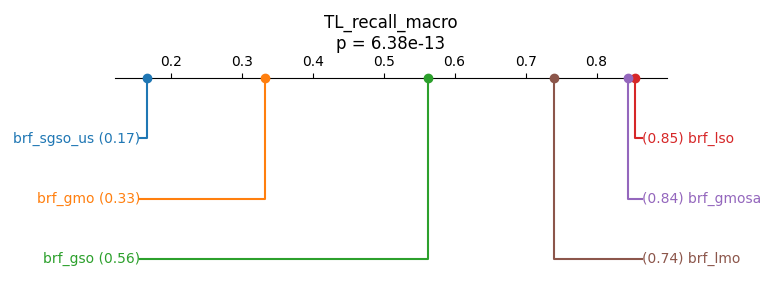 TL_recall_macro
p = 6.38e-13
0.2 0.3 0.4 0.5 0.6 0.7 0.8
brf_sgso_us (0.17) (0.85) brf_lso
brf_gmo (0.33) (0.84) brf_gmosa
brf_gso (0.56) (0.74) brf_lmo